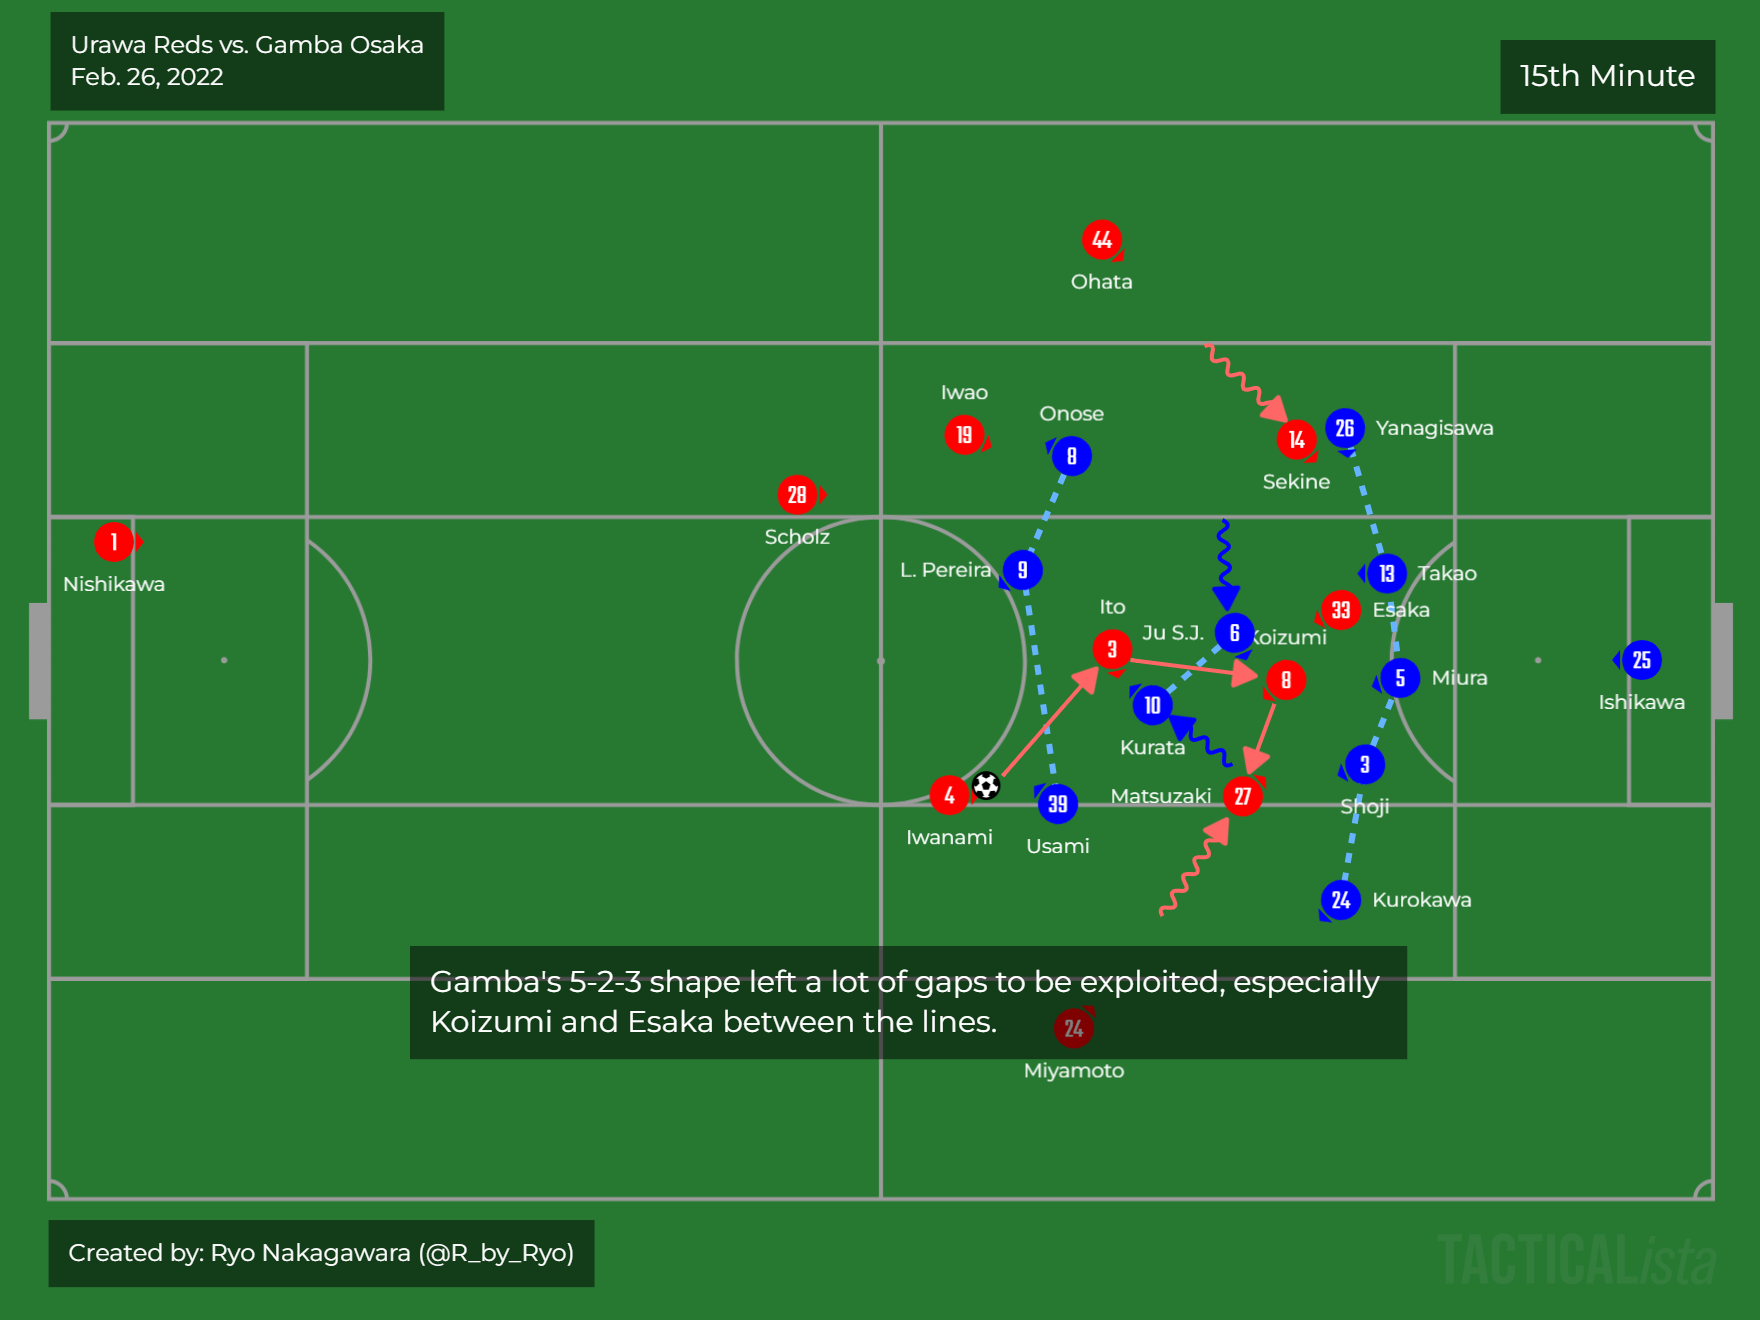 Urawa Reds vs. Gamba Osaka
Feb. 26, 2022
15th Minute
44
Ohata
Iwao
19
Onose
8
14
Sekine
26
Yanagisawa
28
Scholz
1
Nishikawa
L. Pereira
9
13
Takao
Ito
3
Ju S.J.
6
Koizumi
8
33
Esaka
5
Miura
25
Ishikawa
10
Kurata
3
Shoji
4
Iwanami
39
Usami
Matsuzaki
27
24
Kurokawa
Gamba's 5-2-3 shape left a lot of gaps to be exploited, especially
Koizumi and Esaka between the lines.
24
Miyamoto
Created by: Ryo Nakagawara (@R_by_Ryo)
TACTICALista